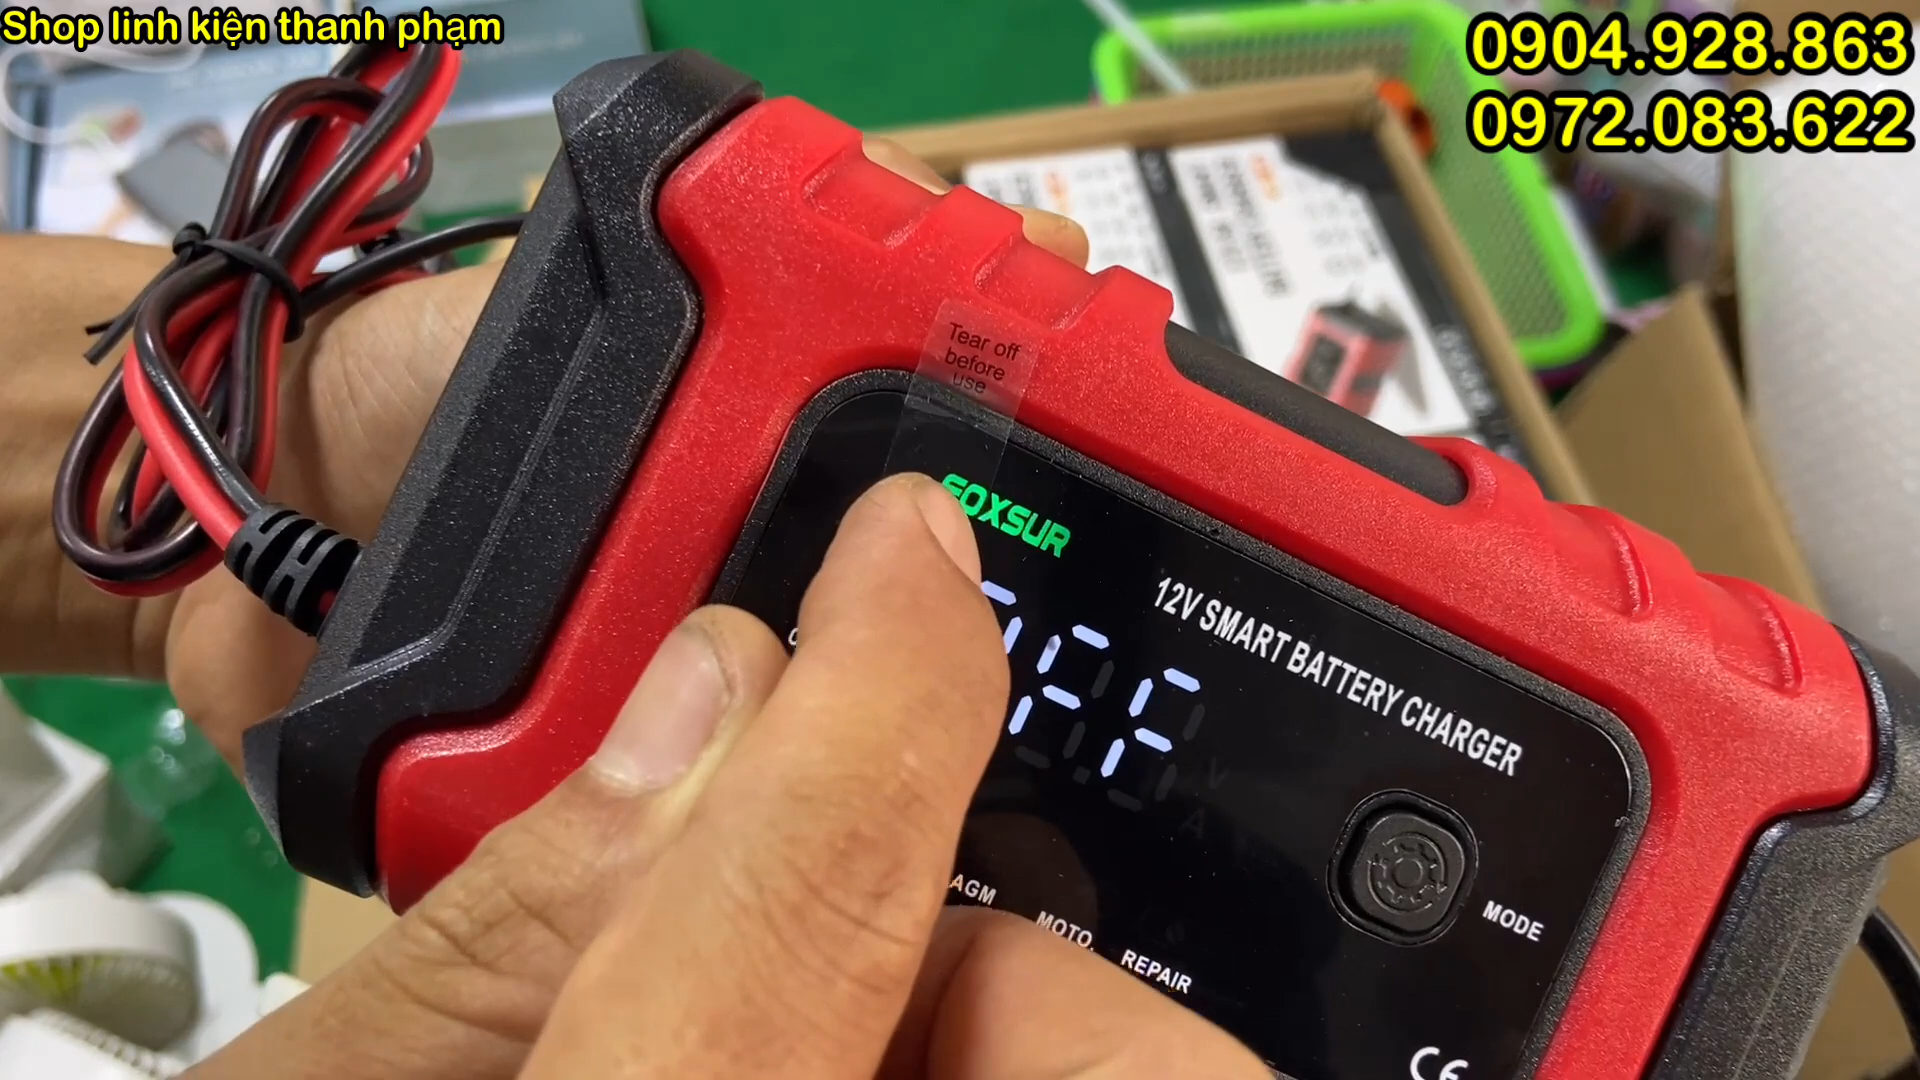 Shop linh kiện thanh phạm
0904.928.863
0972.083.622
Tear off
before
use
FOXSUR
12V SMART BATTERY CHARGER
V
A
AGM
MOTO.
REPAIR
MODE
CE